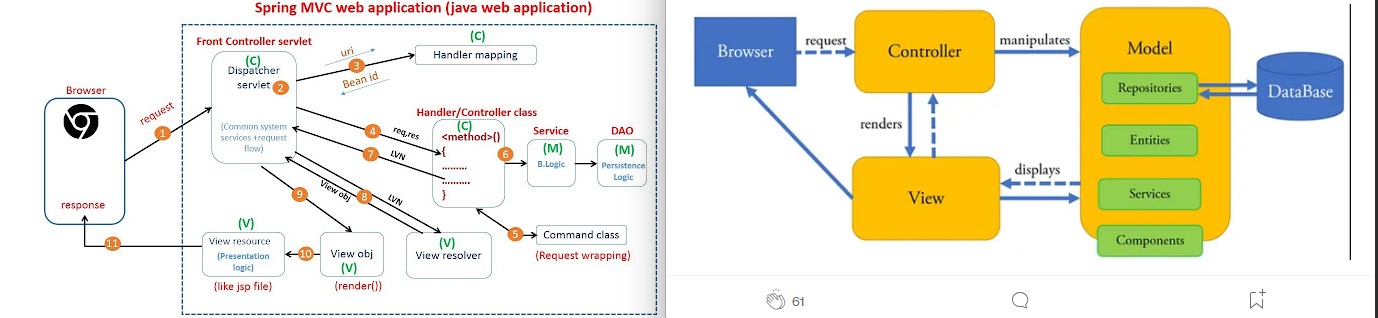 Spring MVC web application (java web application)
Front Controller servlet
(C)
Dispatcher
servlet
2
(Common system
services +request
flow)
uri
3
Bean id
(C)
Handler mapping
Browser
request
1
response
4
req,res
7
LVN
Handler/Controller class
(C)
<method>()
{
.........
..........
}
6
Service
(M)
B.Logic
DAO
(M)
Persistence
Logic
5
Command class
(Request wrapping)
8
LVN
View obj
9
(V)
View resolver
View obj
(V)
(render())
10
(V)
View resource
(Presentation
logic)
(like jsp file)
11
Browser
request
Controller
manipulates
Model
Repositories
DataBase
Entities
renders
displays
View
Services
Components
61